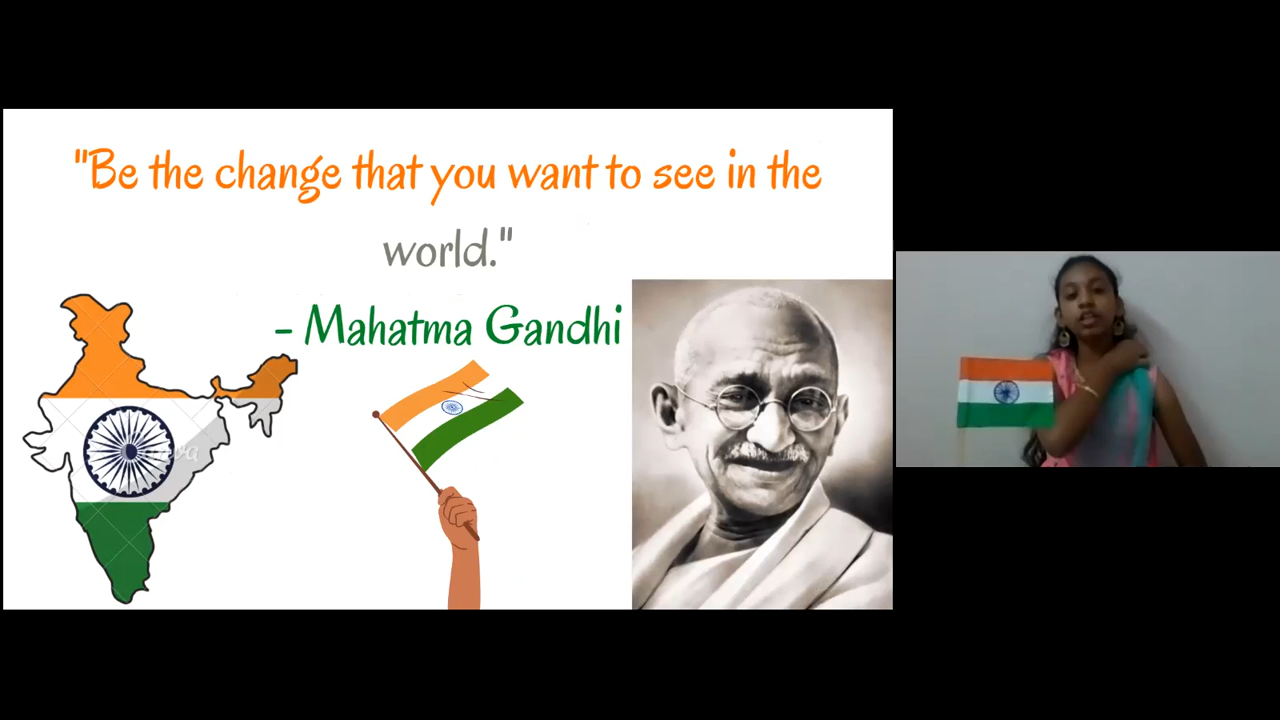 "Be the change that you want to see in the
world."
- Mahatma Gandhi